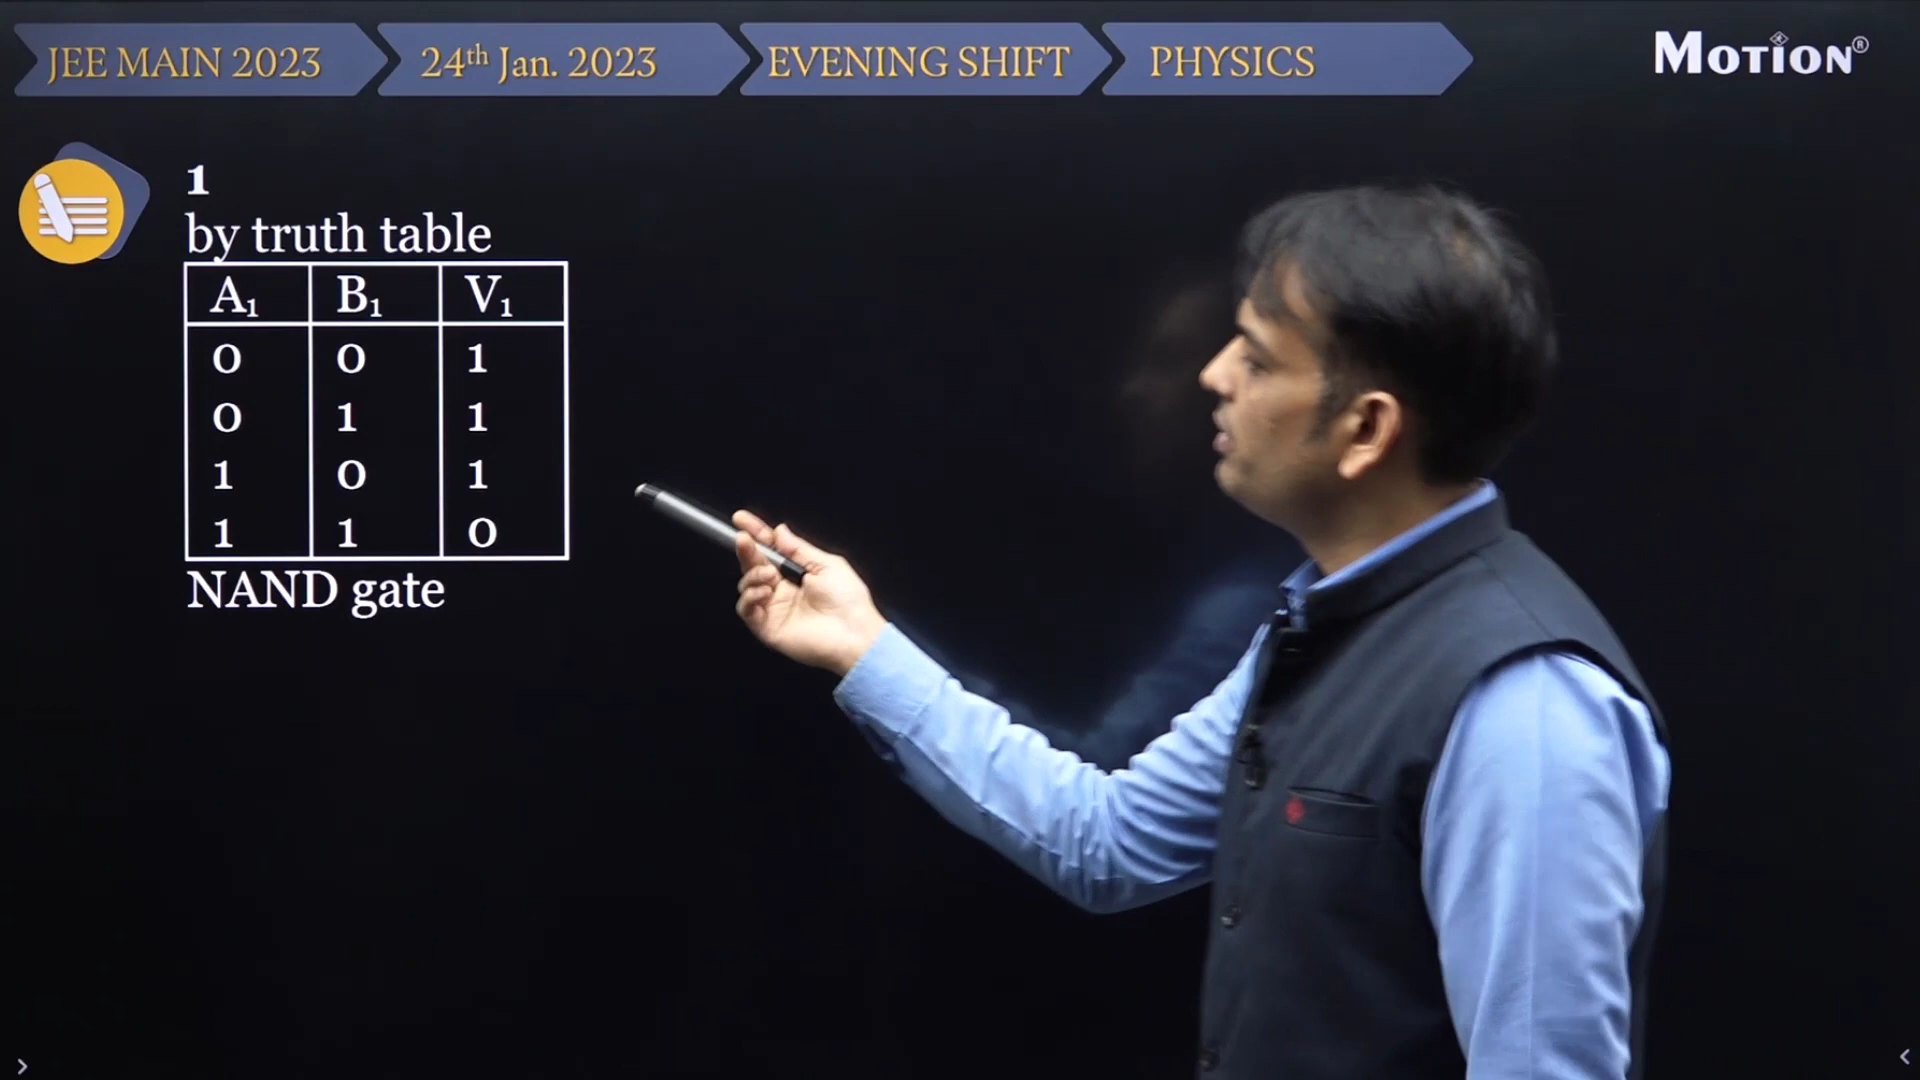 JEE MAIN 2023
24th Jan. 2023
EVENING SHIFT
PHYSICS
MOTION®
1
by truth table
A₁ B₁ V₁
0 0 1
0 1 1
1 0 1
1 1 0
NAND gate